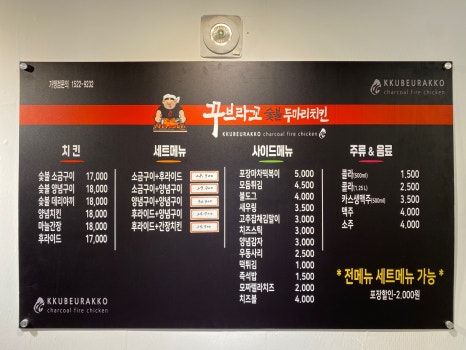 가맹점문의 1522-9232
KKUBEURAKKO
charcoal fire chicken
꾸브라꼬 숯불 두마리치킨
KKUBEURAKKO charcoal fire chicken
치킨
숯불 소금구이 17,000
숯불 양념구이 18,000
숯불 데리야끼 18,000
양념치킨 18,000
마늘간장 18,000
후라이드 17,000
세트메뉴
소금구이+후라이드
소금구이+양념구이
양념구이+양념구이
후라이드+양념구이
후라이드+간장치킨
사이드메뉴
포장마차떡볶이 5,000
모듬튀김 4,500
불도그 4,000
새우링 3,000
고추잡채김말이 3,000
치즈스틱 3,000
양념감자 3,000
우동사리 2,500
떡튀김 1,000
즉석밥 1,500
모짜렐라치즈 2,000
치즈볼 4,000
주류 & 음료
콜라(500ml) 1,500
콜라(1.25 L) 2,500
카스생맥주(500ml) 3,500
맥주 4,000
소주 4,000
* 전메뉴 세트메뉴 가능 *
포장할인-2,000원
KKUBEURAKKO
charcoal fire chicken